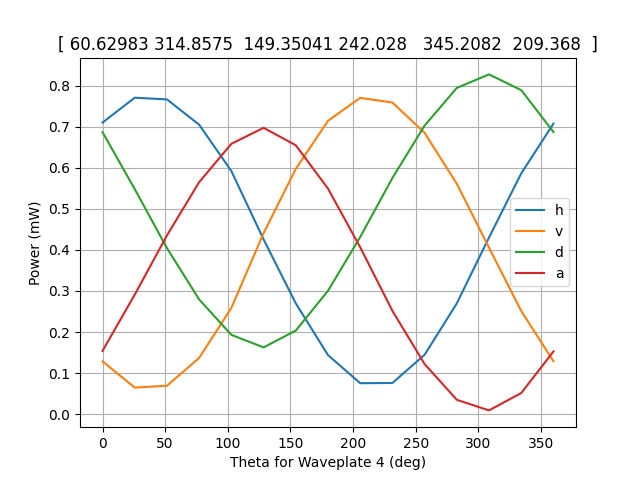 [ 60.62983 314.8575  149.35041 242.028   345.2082  209.368  ]
Power (mW)
0.8
0.7
0.6
0.5
0.4
0.3
0.2
0.1
0.0
h
v
d
a
0 50 100 150 200 250 300 350
Theta for Waveplate 4 (deg)